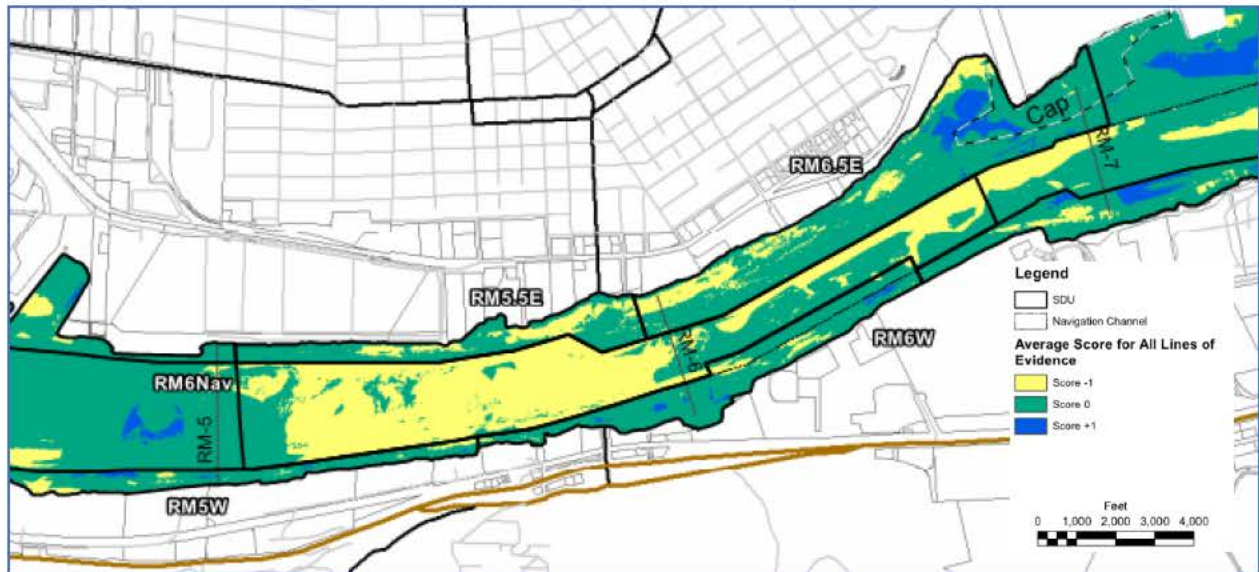 Cap
RM-7
RM6.5E
RM5.5E
RM-6
RM6W
RM6Nav
RM-5
RM5W
Legend
SDU
Navigation Channel
Average Score for All Lines of
Evidence
Score -1
Score 0
Score +1
Feet
0 1,000 2,000 3,000 4,000